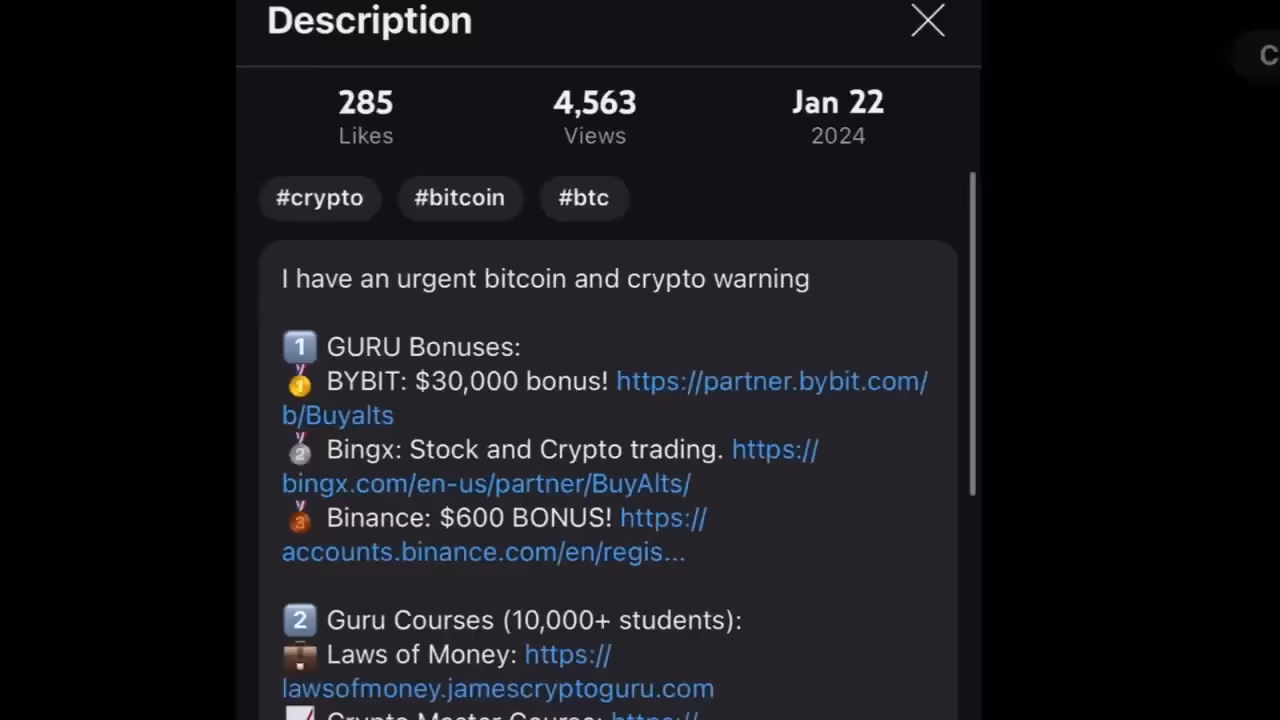 Description
C
285 4,563 Jan 22
Likes Views 2024
#crypto #bitcoin #btc
I have an urgent bitcoin and crypto warning
1 GURU Bonuses:
🥇 BYBIT: $30,000 bonus! https://partner.bybit.com/
b/Buyalts
🥈 Bingx: Stock and Crypto trading. https://
bingx.com/en-us/partner/BuyAlts/
🥉 Binance: $600 BONUS! https://
accounts.binance.com/en/regis...
2 Guru Courses (10,000+ students):
Laws of Money: https://
lawsofmoney.jamescryptoguru.com
Crypto Master Course: https://